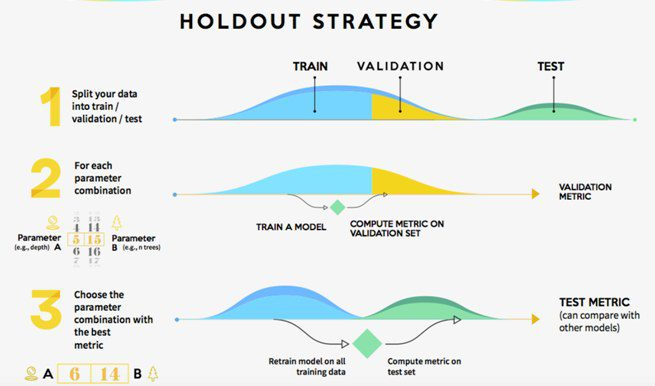 HOLDOUT STRATEGY
TRAIN
VALIDATION
TEST
1
Split your data
into train /
validation / test
2
For each
parameter
combination
TRAIN A MODEL
COMPUTE METRIC ON
VALIDATION SET
VALIDATION
METRIC
Parameter
(e.g., depth) A
4 14
5 15
6 16
Parameter
B (e.g., n trees)
3
Choose the
parameter
combination with
the best
metric
A 6 14 B
Retrain model on all
training data
Compute metric on
test set
TEST METRIC
(can compare with
other models)